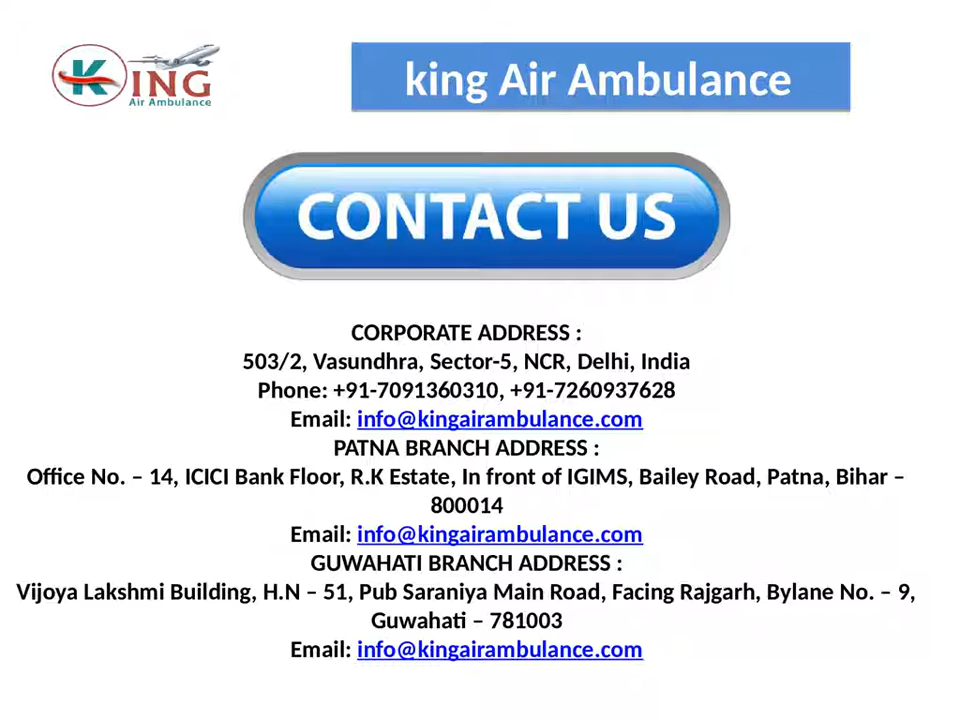 KING
Air Ambulance
king Air Ambulance
CONTACT US
CORPORATE ADDRESS :
503/2, Vasundhra, Sector-5, NCR, Delhi, India
Phone: +91-7091360310, +91-7260937628
Email: info@kingairambulance.com
PATNA BRANCH ADDRESS :
Office No. – 14, ICICI Bank Floor, R.K Estate, In front of IGIMS, Bailey Road, Patna, Bihar –
800014
Email: info@kingairambulance.com
GUWAHATI BRANCH ADDRESS :
Vijoya Lakshmi Building, H.N – 51, Pub Saraniya Main Road, Facing Rajgarh, Bylane No. – 9,
Guwahati – 781003
Email: info@kingairambulance.com